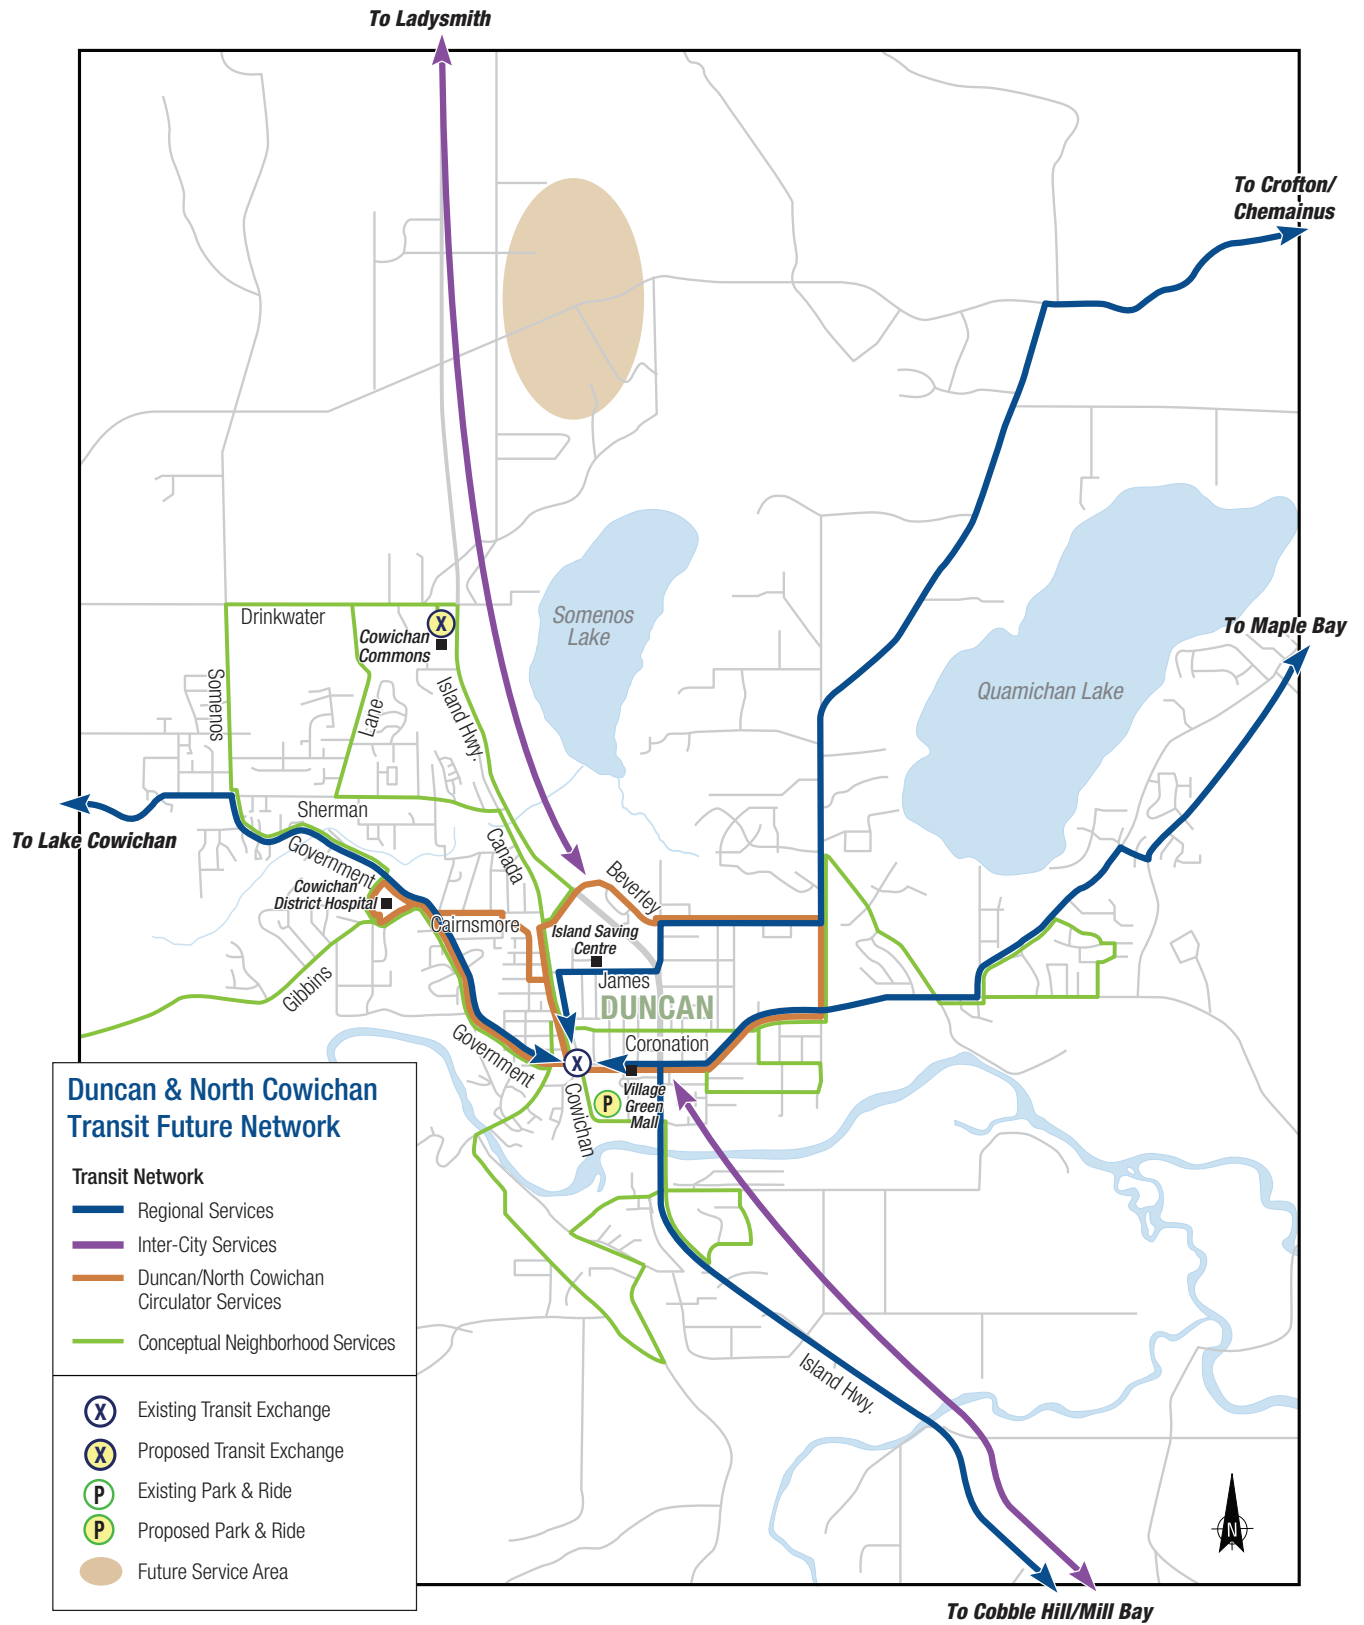 To Ladysmith
To Crofton/
Chemainus
Somenos
Lake
Drinkwater
Cowichan
Commons
X
To Maple Bay
Quamichan Lake
Somenos
Lane
Island Hwy.
Sherman
To Lake Cowichan
Government
Canada
Beverley
Cowichan
District Hospital
Cairnsmore
Island Saving
Centre
James
Gibbins
DUNCAN
Government
Coronation
X
Cowichan
P
Village
Green
Mall
Island Hwy.
Duncan & North Cowichan
Transit Future Network
Transit Network
Regional Services
Inter-City Services
Duncan/North Cowichan
Circulator Services
Conceptual Neighborhood Services
X Existing Transit Exchange
X Proposed Transit Exchange
P Existing Park & Ride
P Proposed Park & Ride
Future Service Area
N
To Cobble Hill/Mill Bay